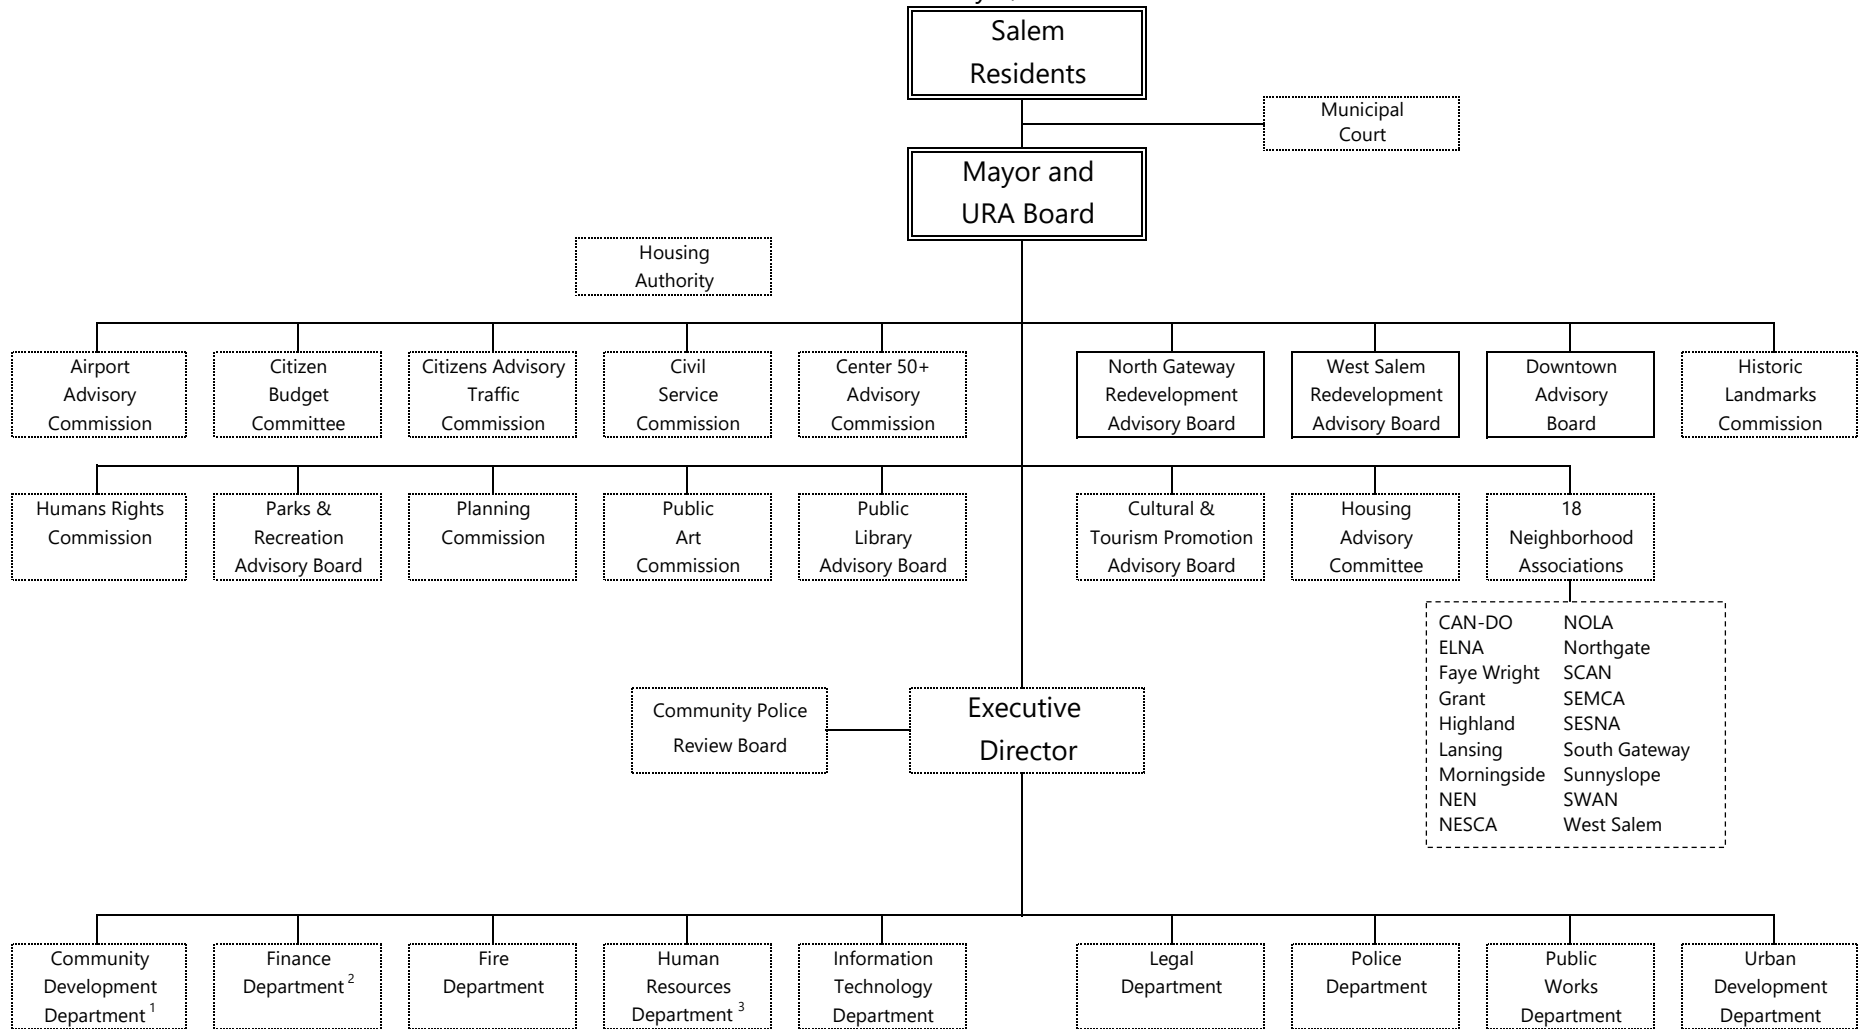 Salem
Residents
Municipal
Court
Mayor and
URA Board
Housing
Authority
Airport
Advisory
Commission
Citizen
Budget
Committee
Citizens Advisory
Traffic
Commission
Civil
Service
Commission
Center 50+
Advisory
Commission
North Gateway
Redevelopment
Advisory Board
West Salem
Redevelopment
Advisory Board
Downtown
Advisory
Board
Historic
Landmarks
Commission
Humans Rights
Commission
Parks &
Recreation
Advisory Board
Planning
Commission
Public
Art
Commission
Public
Library
Advisory Board
Cultural &
Tourism Promotion
Advisory Board
Housing
Advisory
Committee
18
Neighborhood
Associations
CAN-DO
ELNA
Faye Wright
Grant
Highland
Lansing
Morningside
NEN
NESCA
NOLA
Northgate
SCAN
SEMCA
SESNA
South Gateway
Sunnyslope
SWAN
West Salem
Community Police
Review Board
Executive
Director
Community
Development
Department 1
Finance
Department 2
Fire
Department
Human
Resources
Department 3
Information
Technology
Department
Legal
Department
Police
Department
Public
Works
Department
Urban
Development
Department